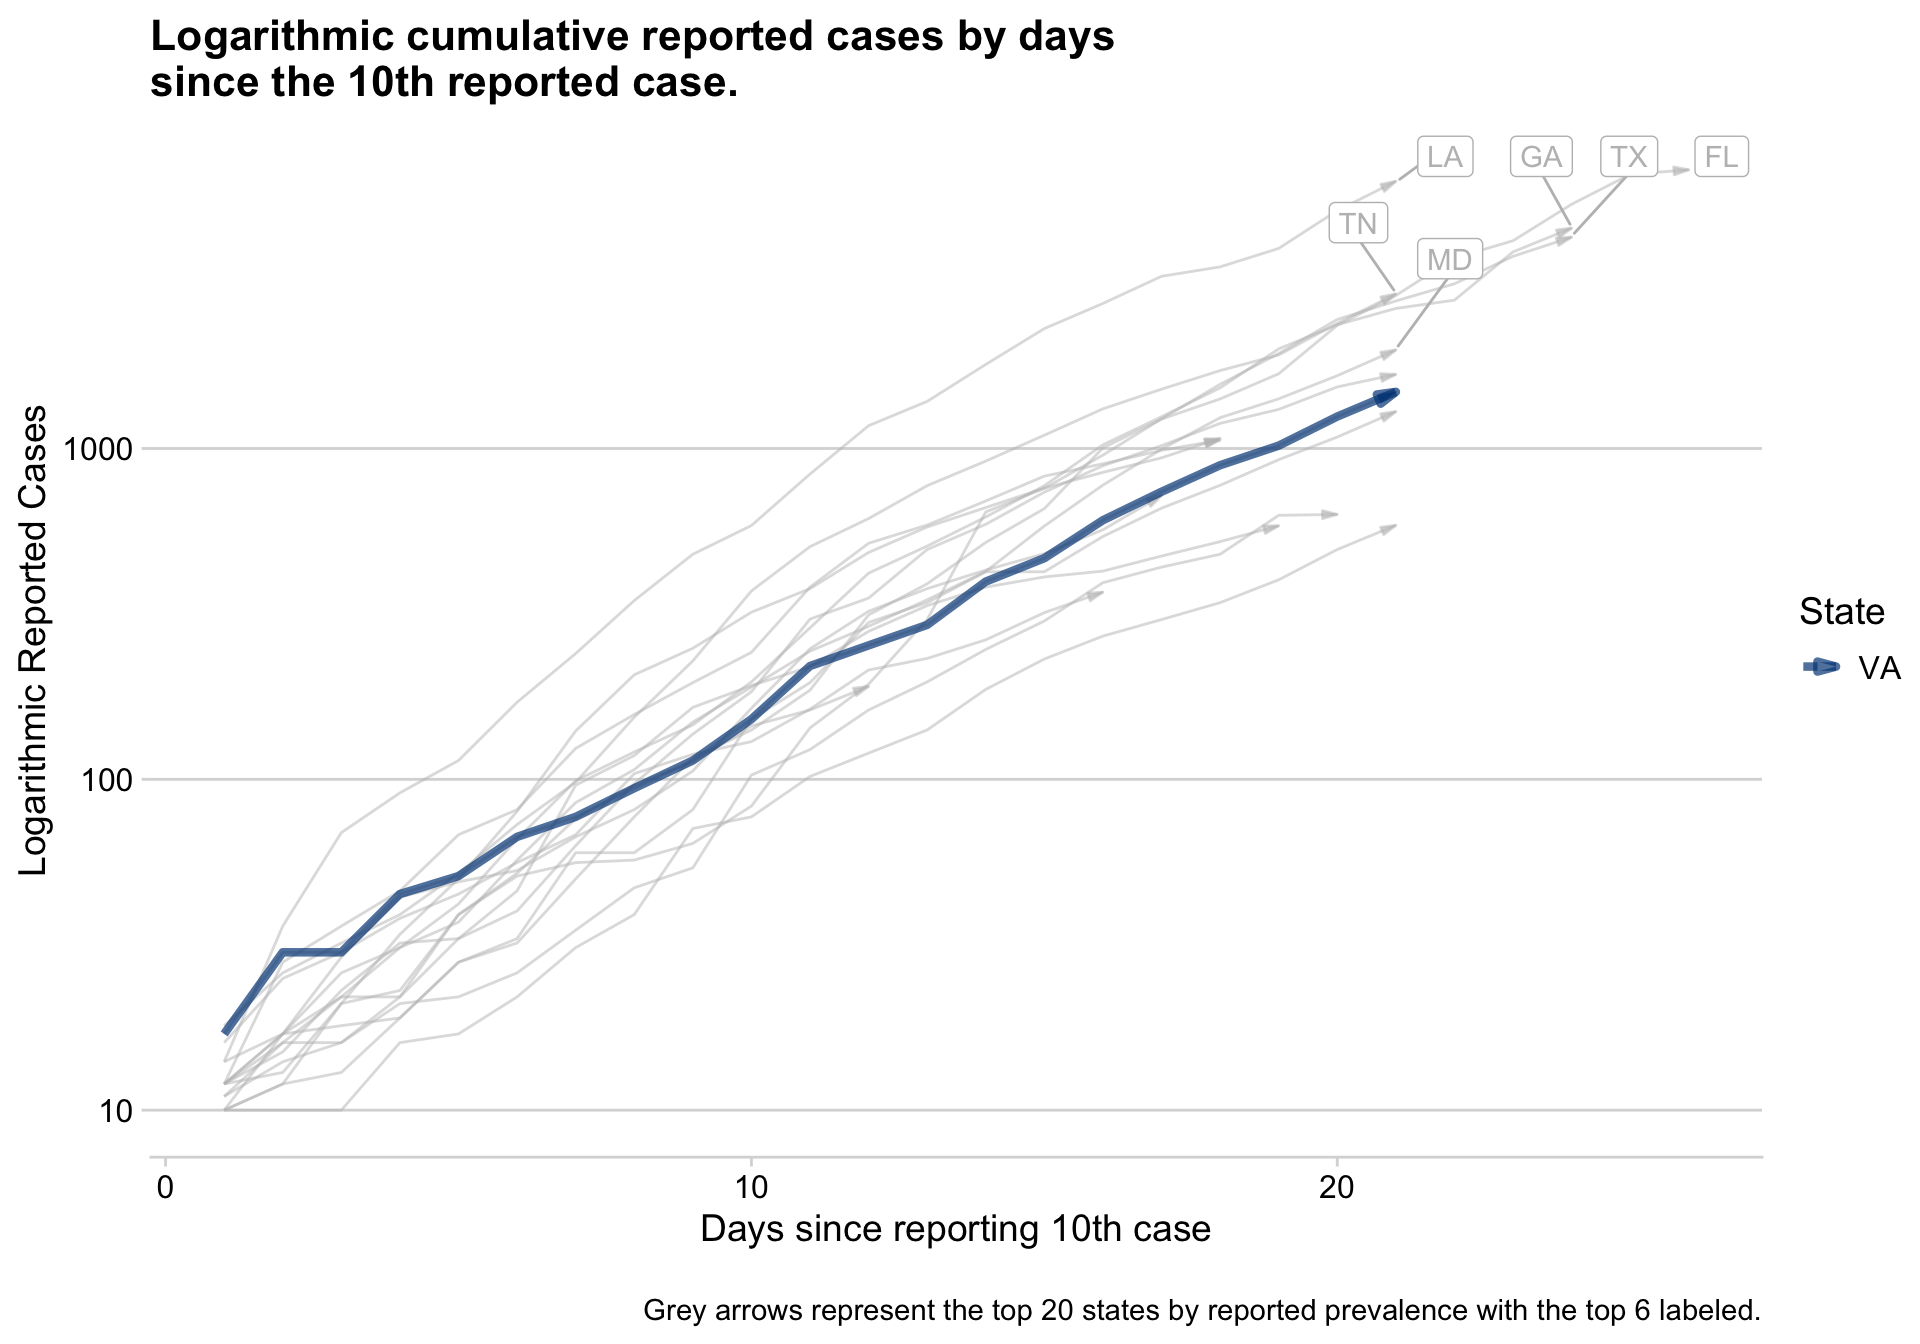 Logarithmic cumulative reported cases by days
since the 10th reported case.
LA
GA
TX
FL
TN
MD
Logarithmic Reported Cases
1000
100
10
State
VA
0
10
20
Days since reporting 10th case
Grey arrows represent the top 20 states by reported prevalence with the top 6 labeled.